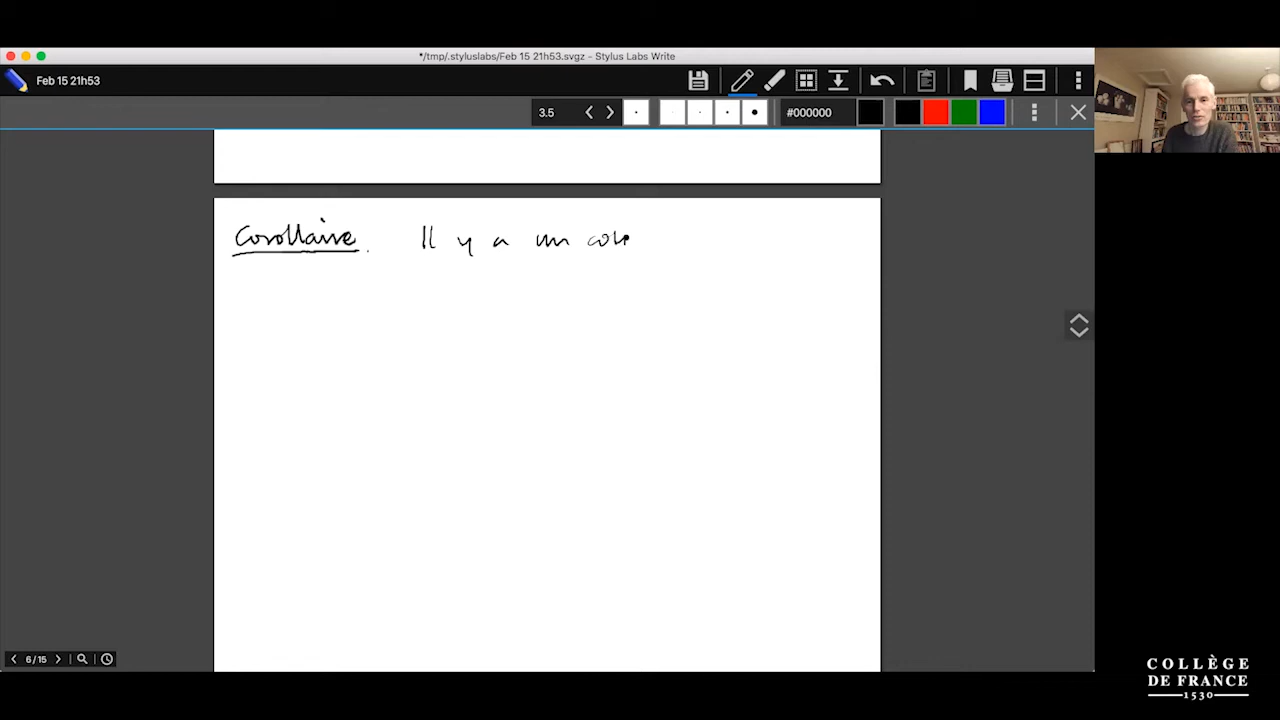 */tmp/.styluslabs/Feb 15 21h53.svgz - Stylus Labs Write
Feb 15 21h53
3.5
#000000
Corollaire. Il y a un
6/15
COLLÈGE
DE FRANCE
1530